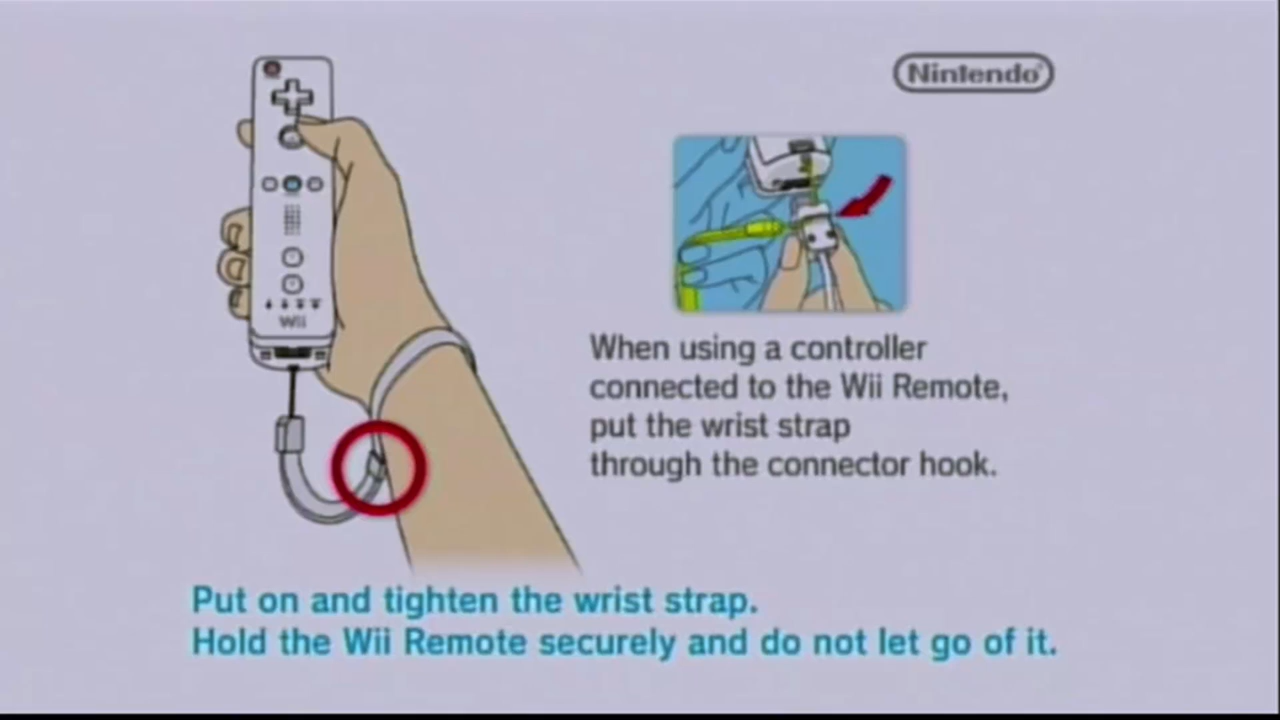 Nintendo
Wii
When using a controller
connected to the Wii Remote,
put the wrist strap
through the connector hook.
Put on and tighten the wrist strap.
Hold the Wii Remote securely and do not let go of it.